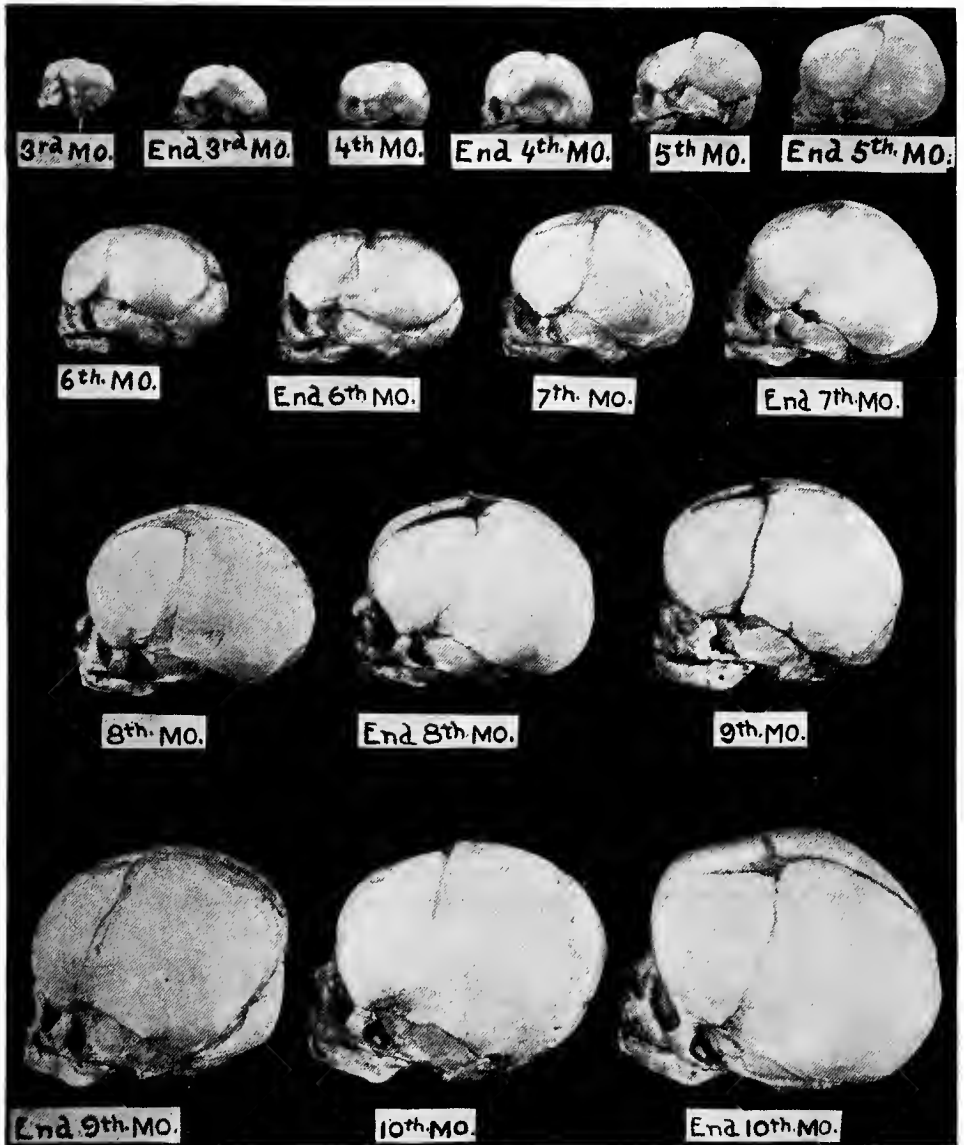 3rd MO.
End 3rd MO.
4th MO.
End 4th. MO.
5th MO.
End 5th. MO.
6th. MO.
End 6th MO.
7th. MO.
End 7th. MO.
8th. MO.
End 8th. MO.
9th. MO.
End 9th. MO.
10th. MO.
End 10th. MO.